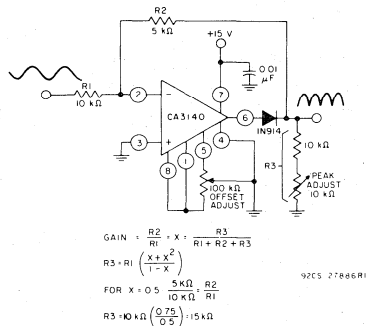 R2
5 kΩ
+15 V
0.01
μF
R1
10 kΩ
2
7
CA3140
6
3
4
5
1
8
1N914
R3
10 kΩ
PEAK
ADJUST
10 kΩ
100 kΩ
OFFSET
ADJUST
GAIN = R2/R1 = X = R3/(R1 + R2 + R3)
R3 = R1 ((X + X²)/(1 - X))
FOR X = 0.5 5 KΩ/10 KΩ = R2/R1
R3 = 10 kΩ (0.75/0.5) = 15 kΩ
92CS 27886R1